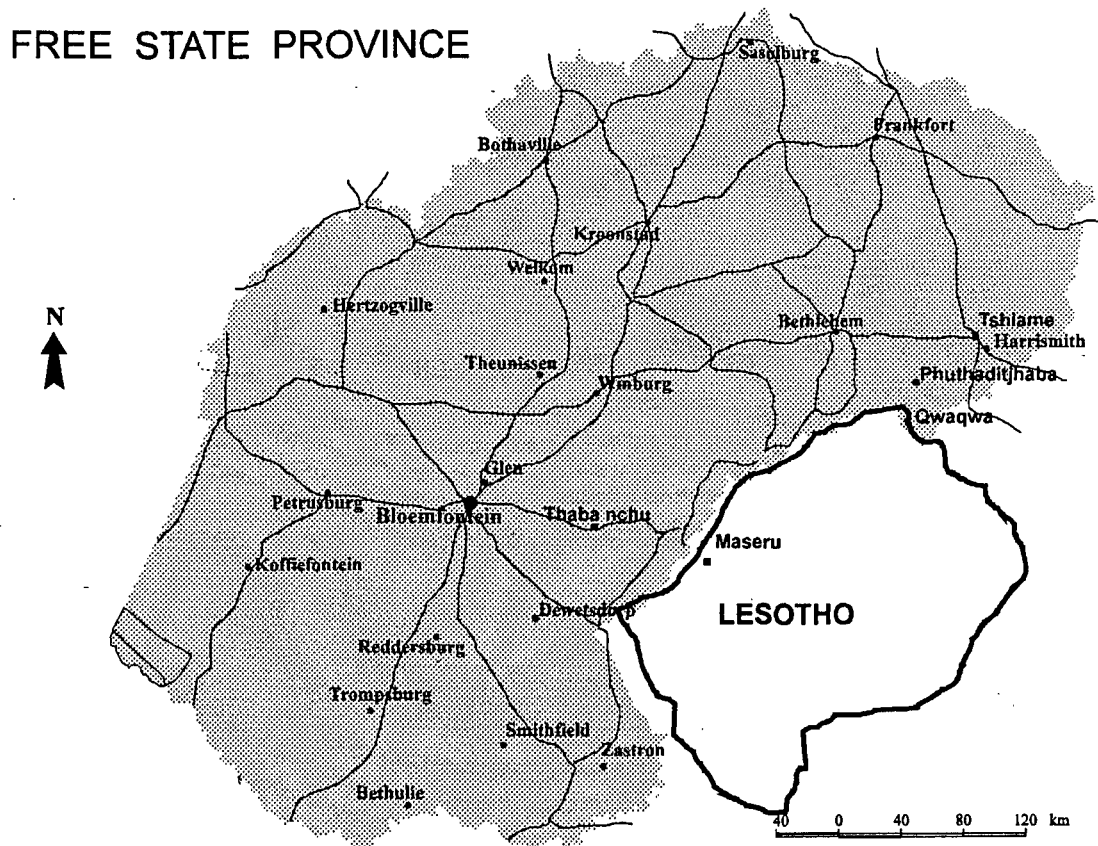 FREE STATE PROVINCE
Sasolburg
Frankfort
Bothaville
Kroonstad
Welkom
N
Hertzogville
Bethlehem
Tshiame
Harrismith
Theunissen
Winburg
Phuthaditjhaba
Qwaqwa
Glen
Petrusburg
Bloemfontein
Thaba nchu
Maseru
Koffiefontein
Dewetsdorp
LESOTHO
Reddersburg
Trompsburg
Smithfield
Zastron
Bethulie
40 0 40 80 120 km